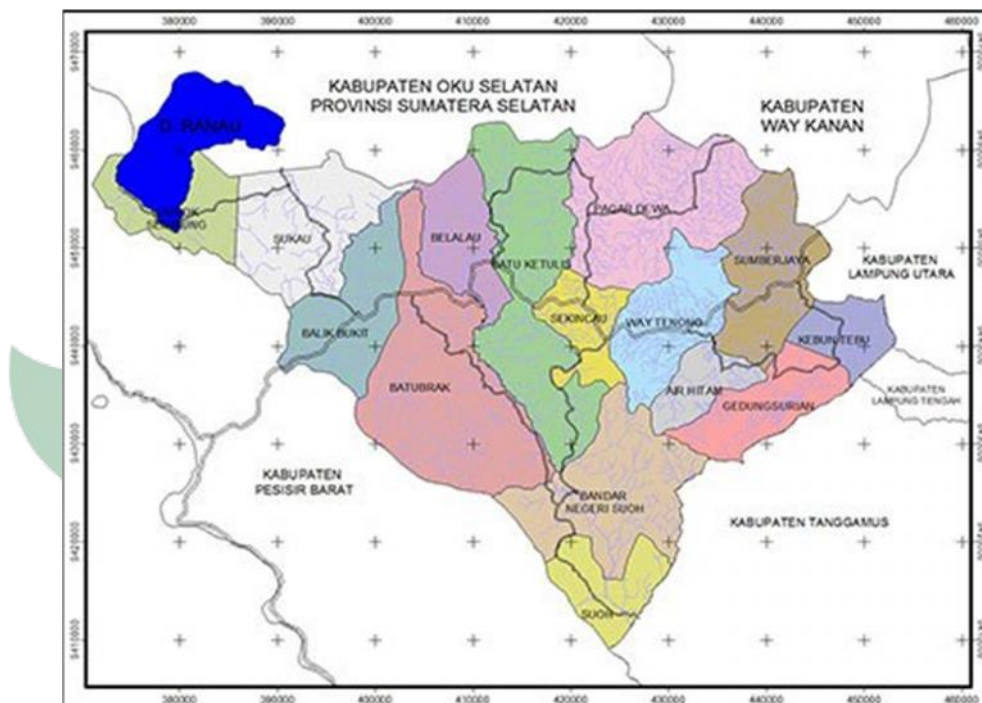 380000 390000 400000 410000 420000 430000 440000 450000 460000
KABUPATEN OKU SELATAN
PROVINSI SUMATERA SELATAN
KABUPATEN
WAY KANAN
D. RANAU
PAGAR DEWA
SUKAU
BELALAU
BATU KETULIS
SUMBERJAYA
KABUPATEN
LAMPUNG UTARA
SEKINCAU
WAY TENONG
BALIK BUKIT
KEBUN TEBU
BATUBRAK
AIR HITAM
GEDUNGSURIAN
KABUPATEN
LAMPUNG TENGAH
KABUPATEN
PESISIR BARAT
BANDAR
NEGERI SUOH
KABUPATEN TANGGAMUS
SUOH
380000 390000 400000 410000 420000 430000 440000 450000 460000